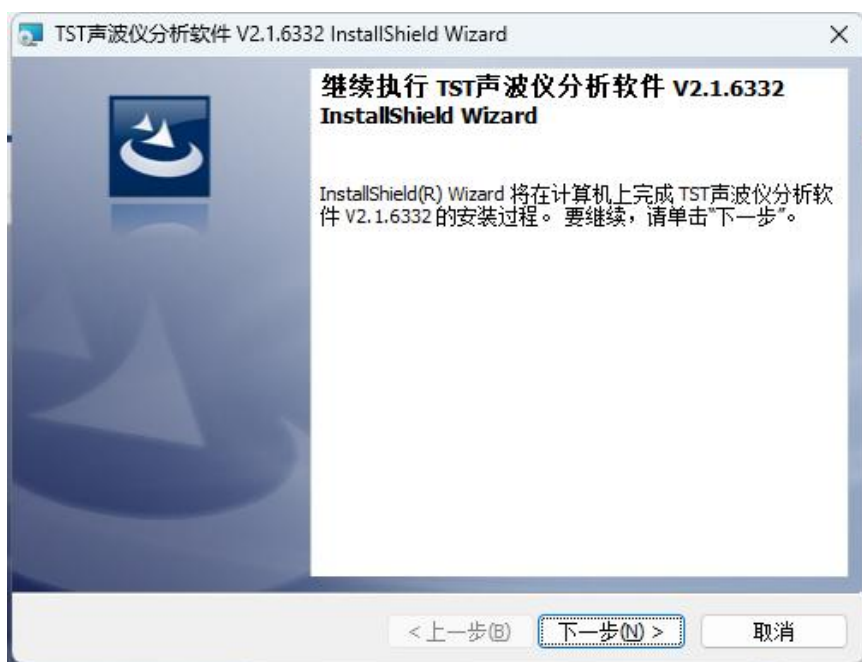 TST声波仪分析软件 V2.1.6332 InstallShield Wizard
继续执行 TST声波仪分析软件 V2.1.6332
InstallShield Wizard
InstallShield(R) Wizard 将在计算机上完成 TST声波仪分析软
件 V2.1.6332 的安装过程。 要继续，请单击“下一步”。
<上一步(B)
下一步(N) >
取消